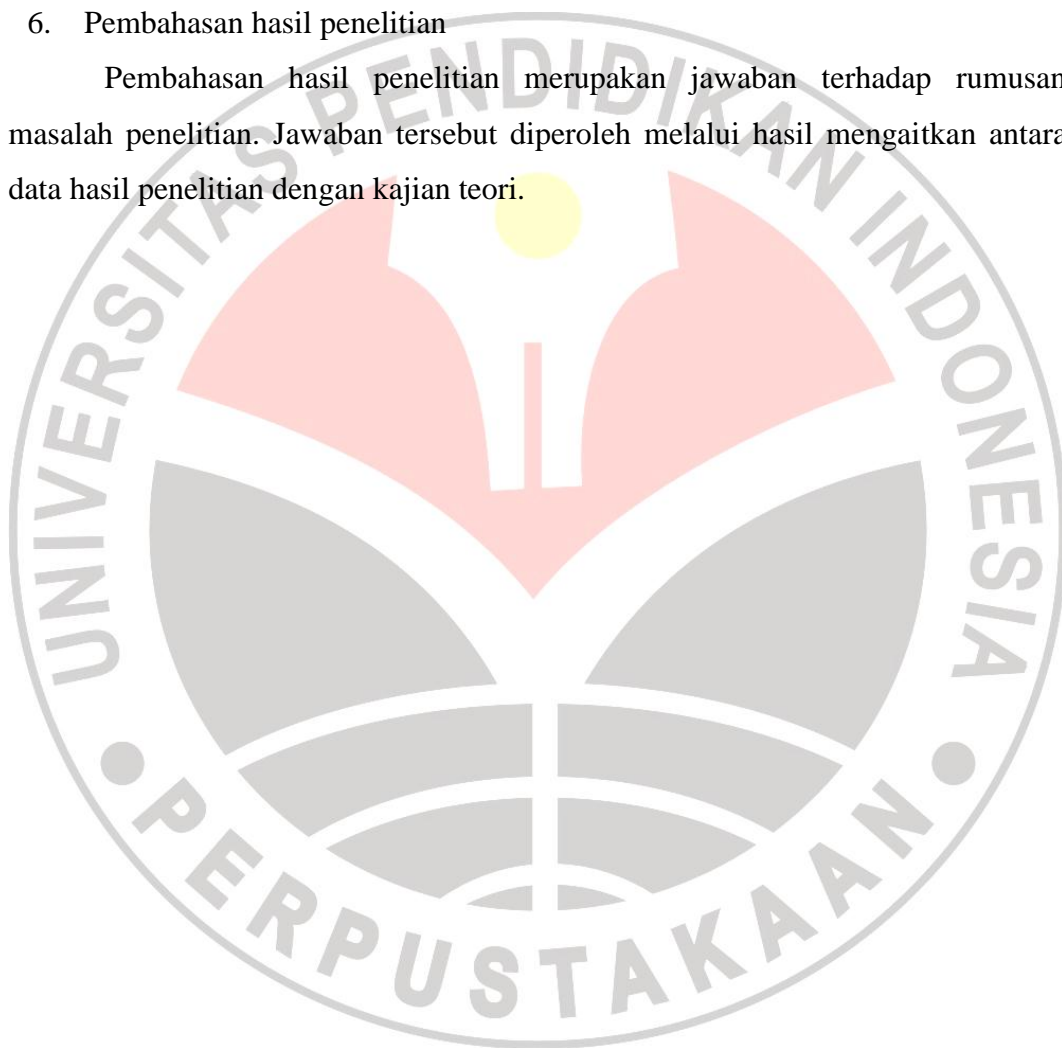 6. Pembahasan hasil penelitian
Pembahasan hasil penelitian merupakan jawaban terhadap rumusan
masalah penelitian. Jawaban tersebut diperoleh melalui hasil mengaitkan antara
data hasil penelitian dengan kajian teori.
UNIVERSITAS PENDIDIKAN INDONESIA
PERPUSTAKAAN